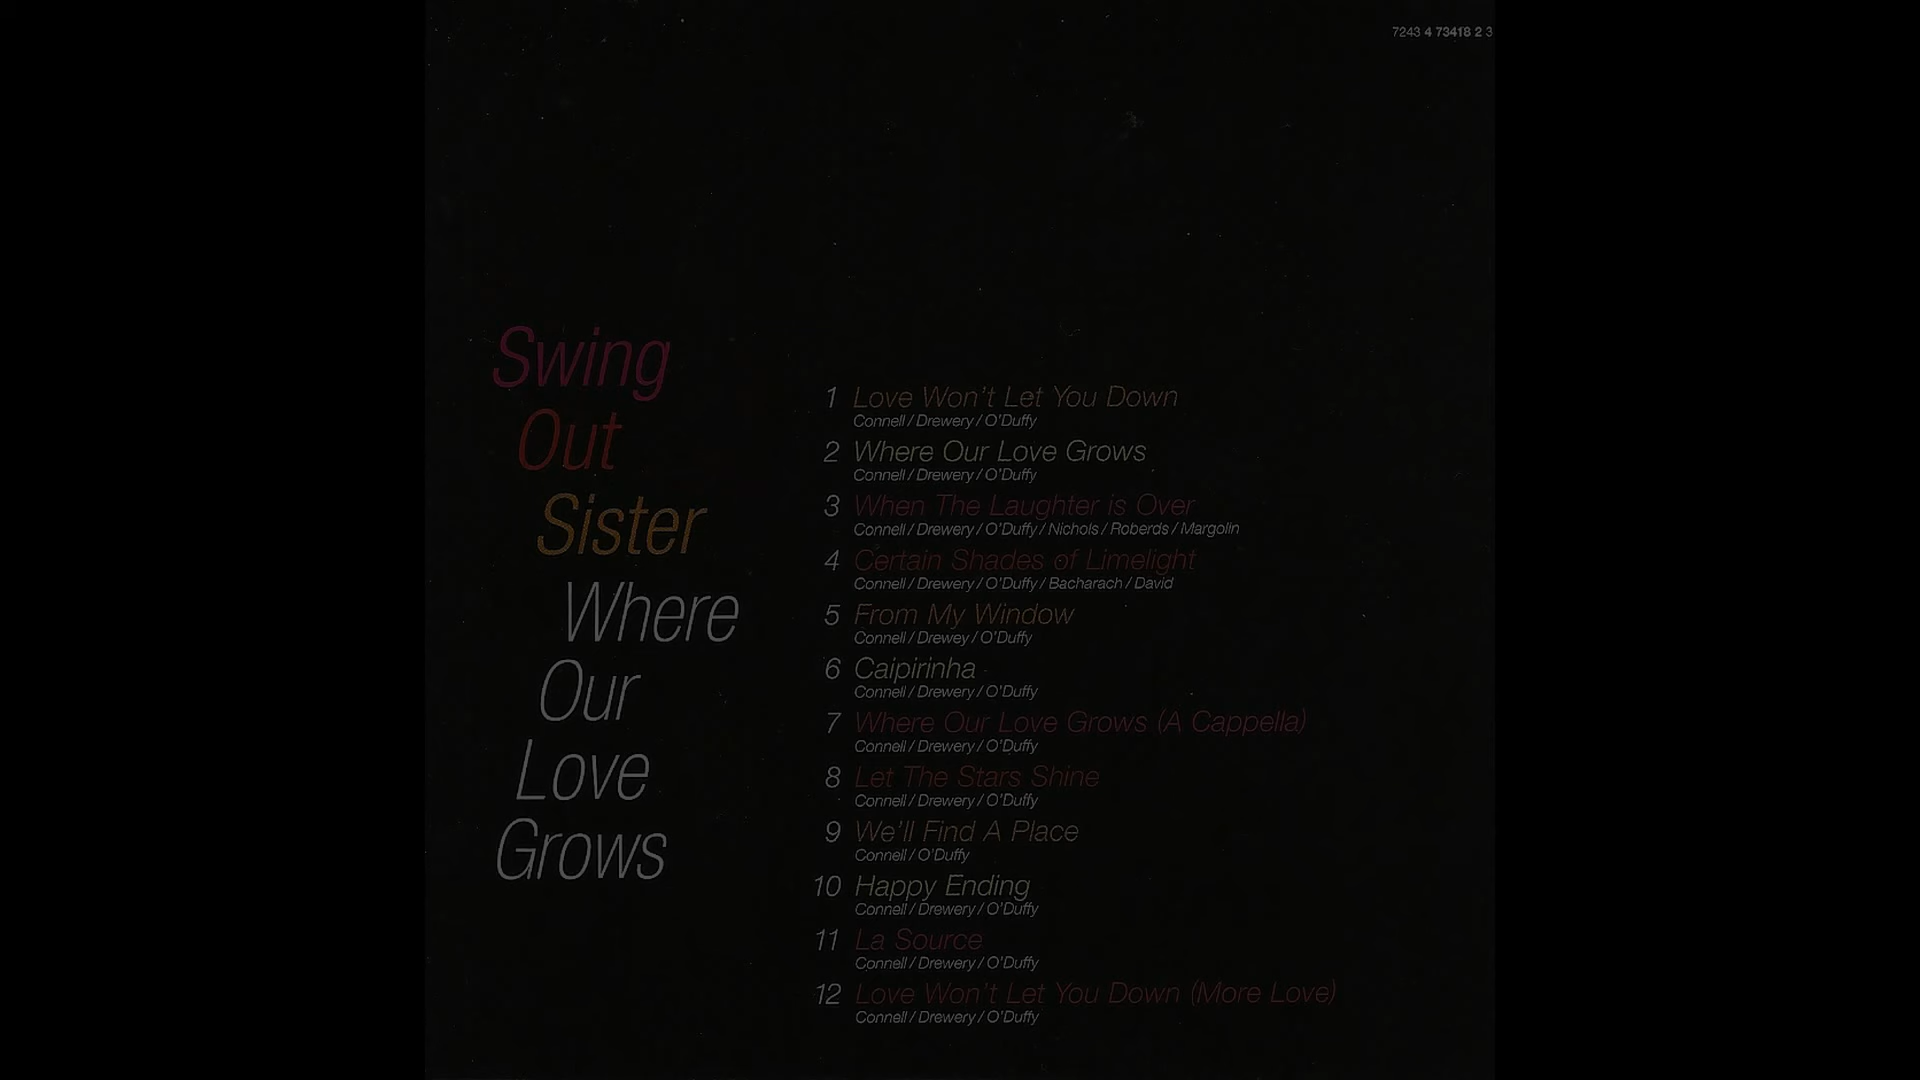 7243 4 73418 2 3
Swing
Out
Sister
Where
Our
Love
Grows
1 Love Won't Let You Down
Connell / Drewery / O'Duffy
2 Where Our Love Grows
Connell / Drewery / O'Duffy
3 When The Laughter is Over
Connell / Drewery / O'Duffy / Nichols / Roberds / Margolin
4 Certain Shades of Limelight
Connell / Drewery / O'Duffy / Bacharach / David
5 From My Window
Connell / Drewey / O'Duffy
6 Caipirinha
Connell / Drewery / O'Duffy
7 Where Our Love Grows (A Cappella)
Connell / Drewery / O'Duffy
8 Let The Stars Shine
Connell / Drewery / O'Duffy
9 We'll Find A Place
Connell / O'Duffy
10 Happy Ending
Connell / Drewery / O'Duffy
11 La Source
Connell / Drewery / O'Duffy
12 Love Won't Let You Down (More Love)
Connell / Drewery / O'Duffy